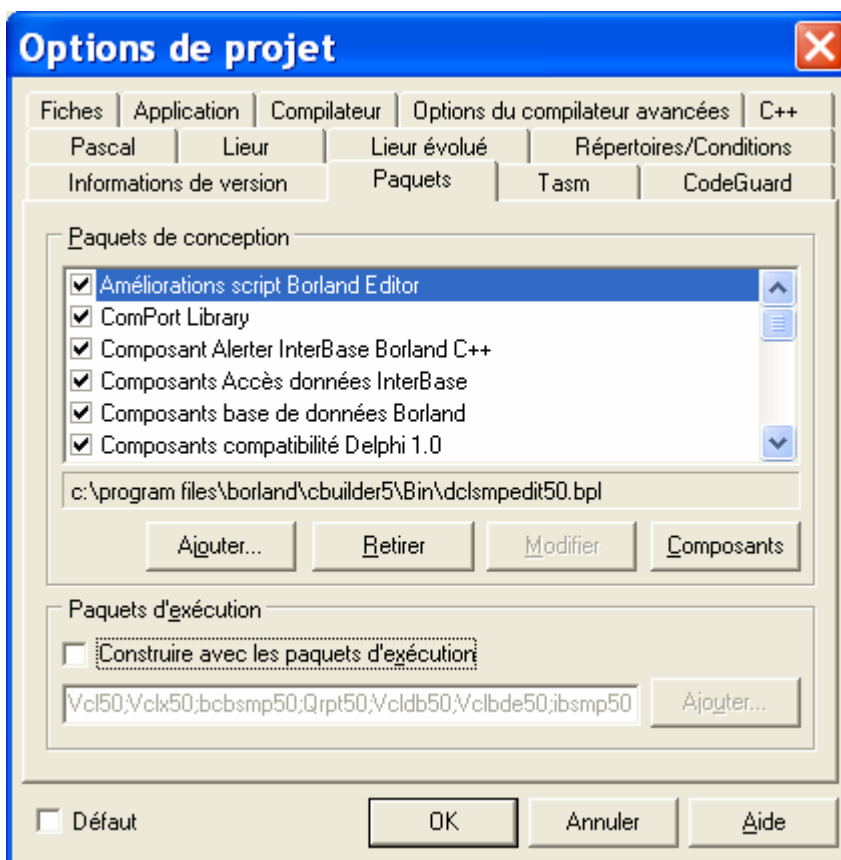 Options de projet
Fiches Application Compilateur Options du compilateur avancées C++
Pascal Lieur Lieur évolué Répertoires/Conditions
Informations de version Paquets Tasm CodeGuard
Paquets de conception
Améliorations script Borland Editor
ComPort Library
Composant Alerter InterBase Borland C++
Composants Accès données InterBase
Composants base de données Borland
Composants compatibilité Delphi 1.0
c:\program files\borland\cbuilder5\Bin\dclsmpedit50.bpl
Ajouter... Retirer Modifier Composants
Paquets d'exécution
Construire avec les paquets d'exécution
Vcl50;Vclx50;bcbsmp50;Qrpt50;Vcldb50;Vclbde50;ibsmp50 Ajouter...
Défaut OK Annuler Aide